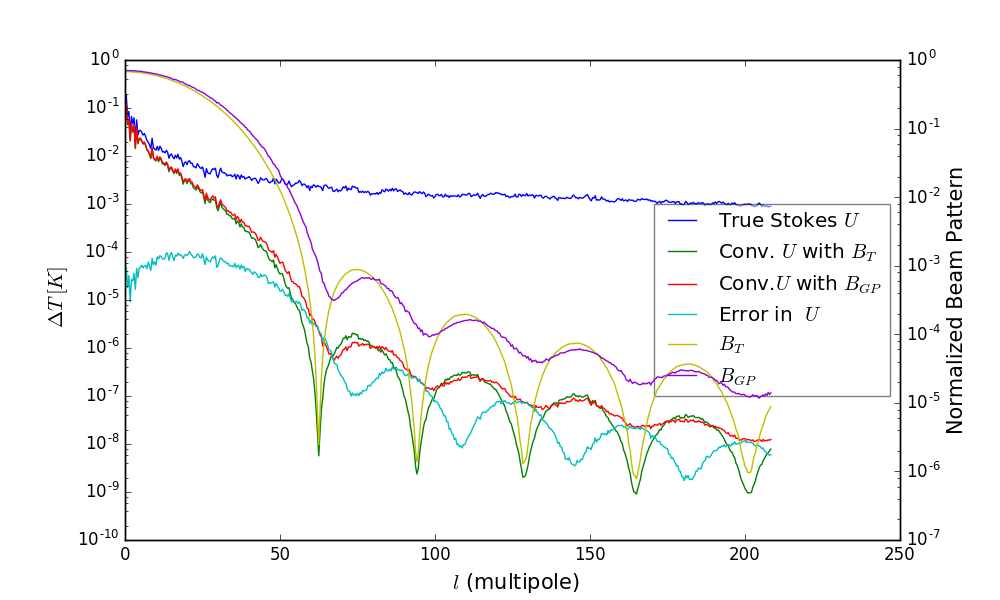 10^0
10^-1
10^-2
10^-3
10^-4
10^-5
10^-6
10^-7
10^-8
10^-9
10^-10
ΔT[K]
0
50
100
150
200
250
l (multipole)
10^0
10^-1
10^-2
10^-3
10^-4
10^-5
10^-6
10^-7
Normalized Beam Pattern
True Stokes U
Conv. U with B_T
Conv.U with B_GP
Error in U
B_T
B_GP